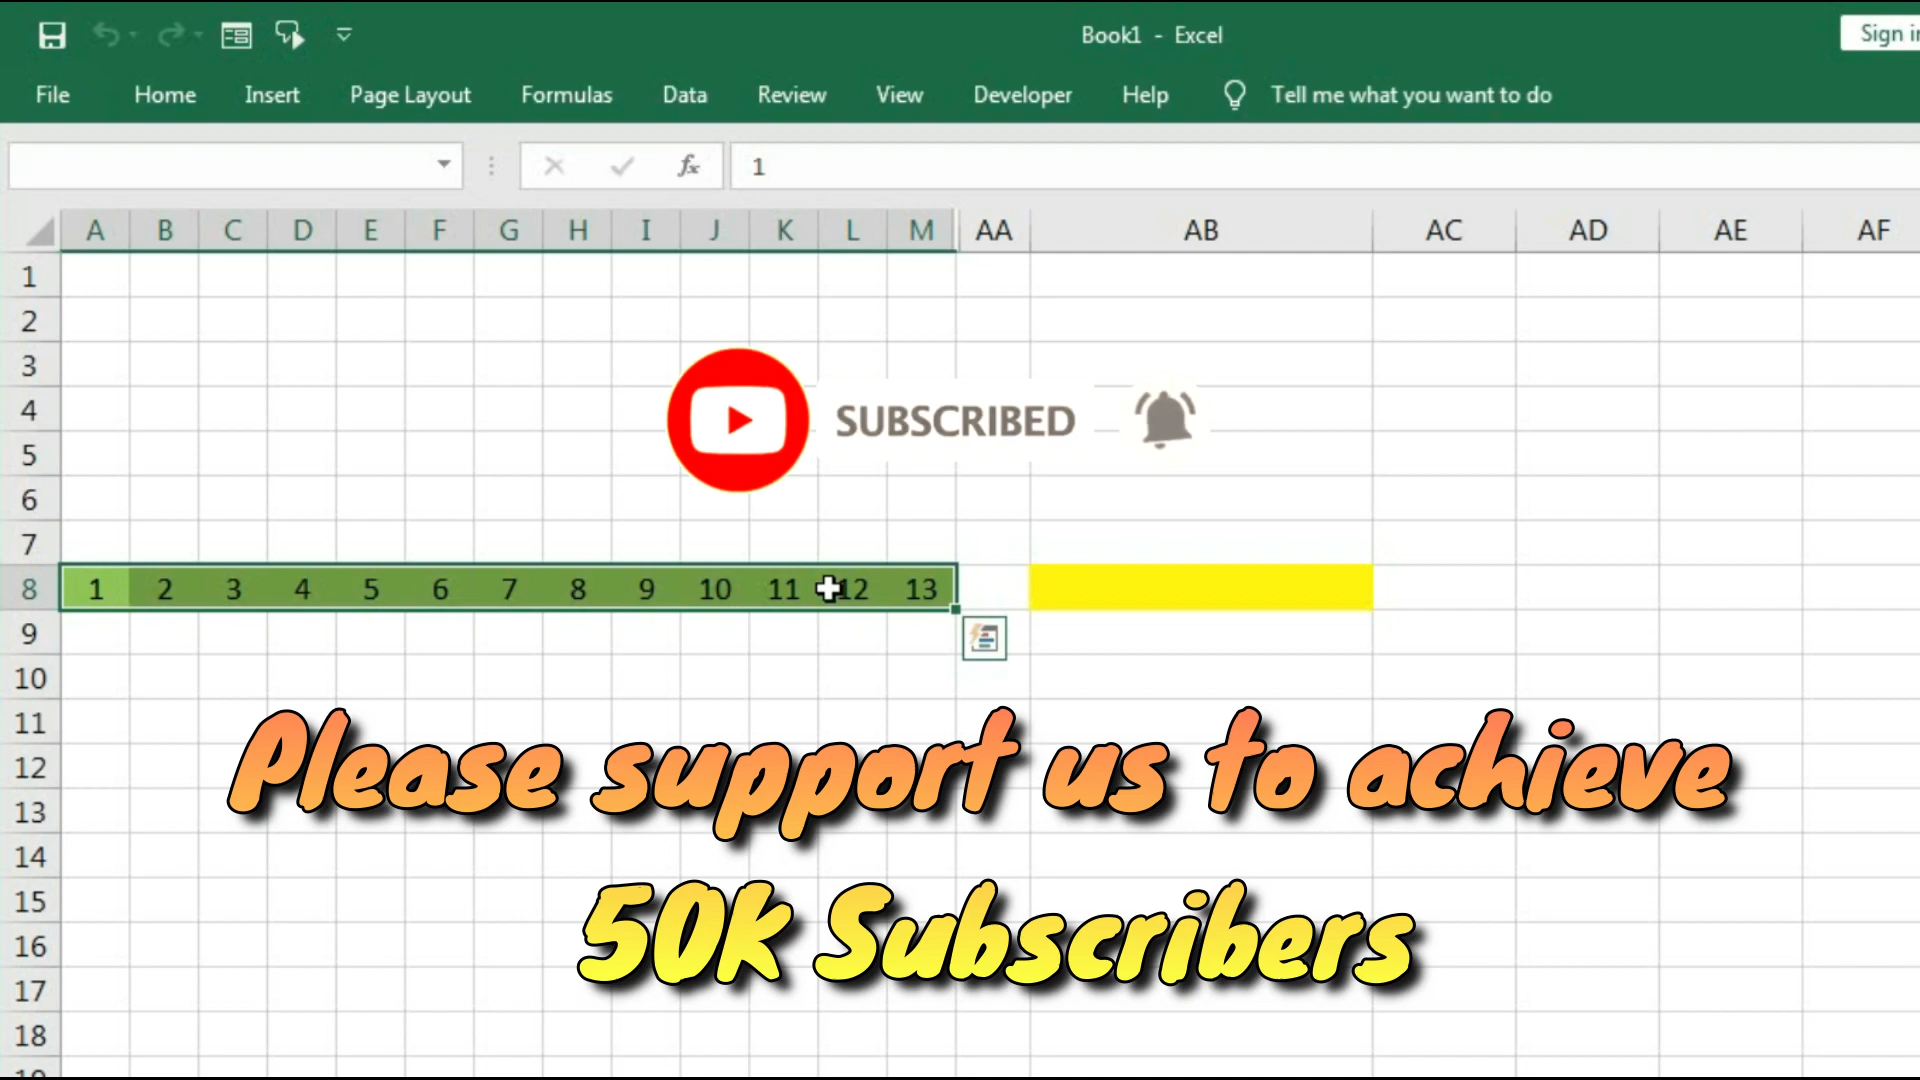 Book1 - Excel
Sign in
File Home Insert Page Layout Formulas Data Review View Developer Help Tell me what you want to do
fx 1
A B C D E F G H I J K L M AA AB AC AD AE AF
1
2
3
4
SUBSCRIBED
5
6
7
8 1 2 3 4 5 6 7 8 9 10 11 12 13
9
10
11
12
Please support us to achieve
13
14
15
50k Subscribers
16
17
18